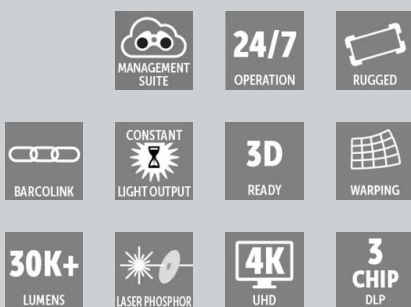 MANAGEMENT
SUITE
24/7
OPERATION
RUGGED
BARCOLINK
CONSTANT
LIGHT OUTPUT
3D
READY
WARPING
30K+
LUMENS
LASER PHOSPHOR
4K
UHD
3
CHIP
DLP